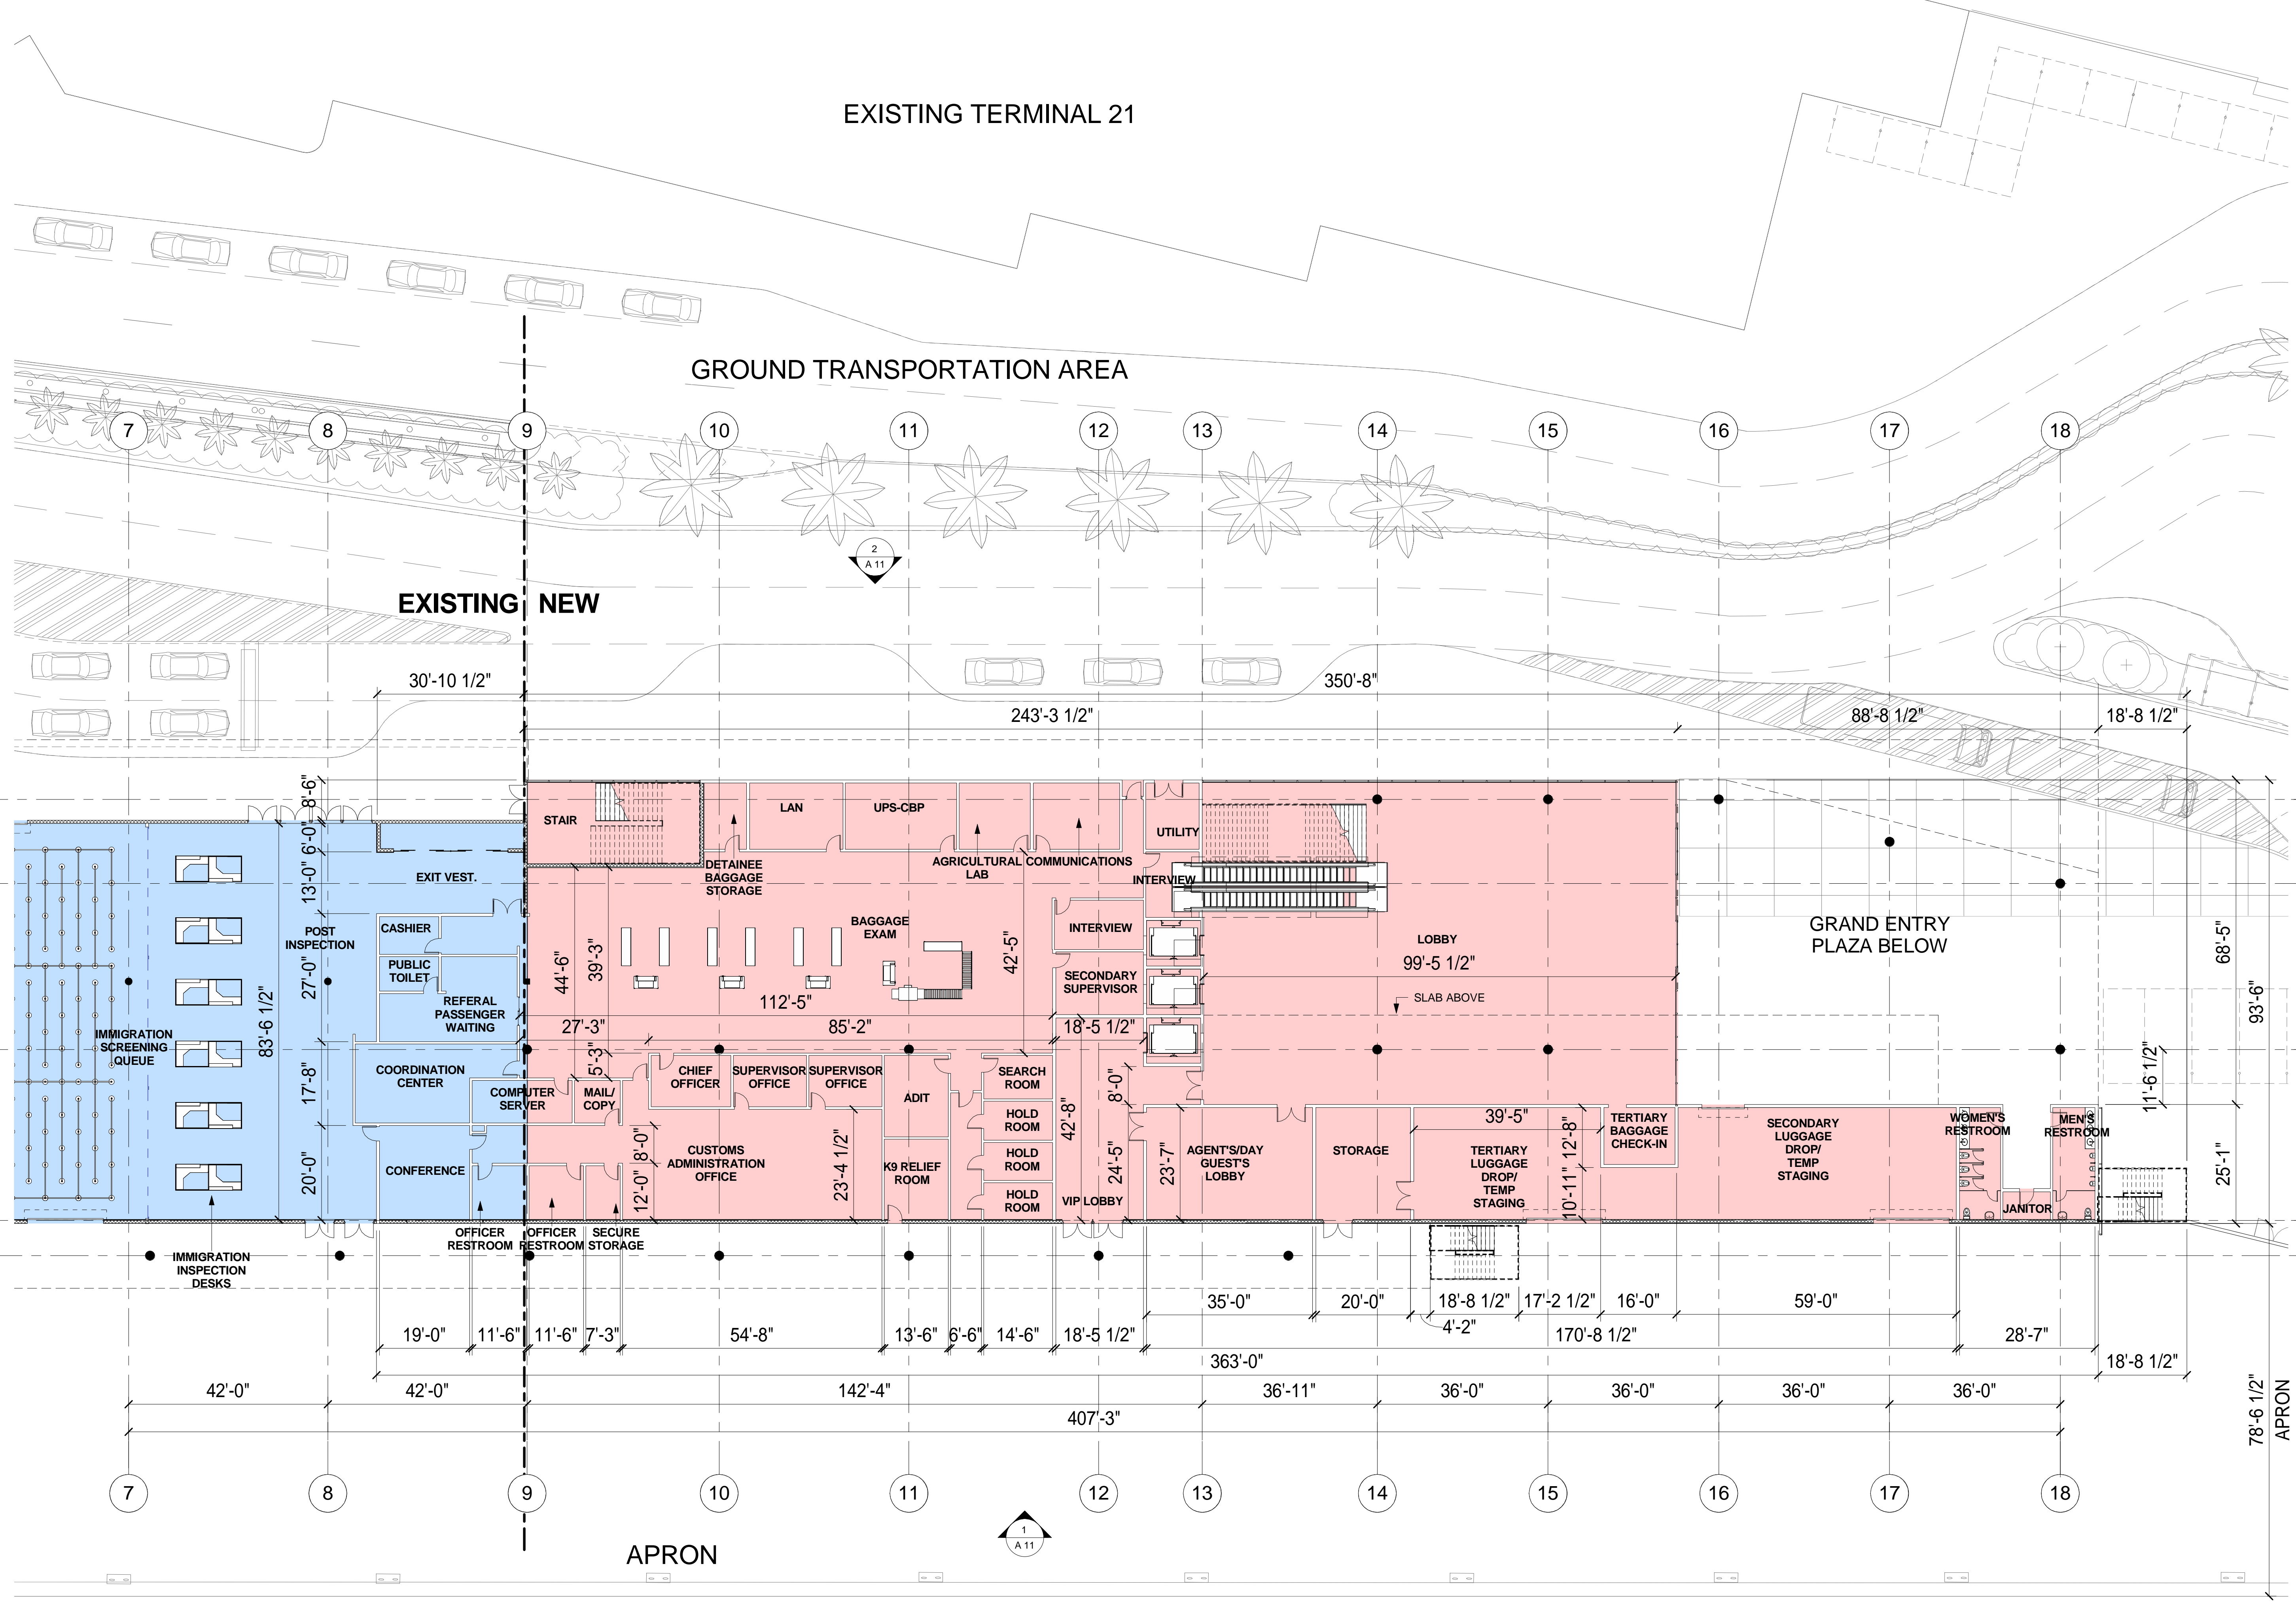 EXISTING TERMINAL 21
GROUND TRANSPORTATION AREA
7
8
9
10
11
12
13
14
15
16
17
18
2
A 11
EXISTING
NEW
30'-10 1/2"
350'-8"
243'-3 1/2"
88'-8 1/2"
18'-8 1/2"
8'-6"
6'-0"
13'-0"
27'-0"
17'-8"
20'-0"
83'-6 1/2"
STAIR
LAN
UPS-CBP
UTILITY
DETAINEE
BAGGAGE
STORAGE
AGRICULTURAL
LAB
COMMUNICATIONS
INTERVIEW
EXIT VEST.
CASHIER
POST
INSPECTION
PUBLIC
TOILET
REFERAL
PASSENGER
WAITING
IMMIGRATION
SCREENING
QUEUE
BAGGAGE
EXAM
INTERVIEW
SECONDARY
SUPERVISOR
LOBBY
99'-5 1/2"
SLAB ABOVE
GRAND ENTRY
PLAZA BELOW
44'-6"
39'-3"
42'-5"
112'-5"
27'-3"
85'-2"
18'-5 1/2"
5'-3"
68'-5"
93'-6"
11'-6 1/2"
25'-1"
COORDINATION
CENTER
COMPUTER
SERVER
MAIL/
COPY
CHIEF
OFFICER
SUPERVISOR
OFFICE
SUPERVISOR
OFFICE
ADIT
SEARCH
ROOM
HOLD
ROOM
HOLD
ROOM
HOLD
ROOM
42'-8"
8'-0"
24'-5"
23'-7"
CONFERENCE
8'-0"
12'-0"
CUSTOMS
ADMINISTRATION
OFFICE
23'-4 1/2"
K9 RELIEF
ROOM
VIP LOBBY
AGENT'S/DAY
GUEST'S
LOBBY
STORAGE
39'-5"
TERTIARY
LUGGAGE
DROP/
TEMP
STAGING
12'-8"
10'-11"
TERTIARY
BAGGAGE
CHECK-IN
SECONDARY
LUGGAGE
DROP/
TEMP
STAGING
WOMEN'S
RESTROOM
MEN'S
RESTROOM
JANITOR
IMMIGRATION
INSPECTION
DESKS
OFFICER
RESTROOM
OFFICER
RESTROOM
SECURE
STORAGE
35'-0"
20'-0"
18'-8 1/2"
17'-2 1/2"
16'-0"
59'-0"
4'-2"
19'-0"
11'-6"
11'-6"
7'-3"
54'-8"
13'-6"
6'-6"
14'-6"
18'-5 1/2"
170'-8 1/2"
28'-7"
363'-0"
18'-8 1/2"
42'-0"
42'-0"
142'-4"
36'-11"
36'-0"
36'-0"
36'-0"
36'-0"
407'-3"
78'-6 1/2"
APRON
7
8
9
10
11
12
13
14
15
16
17
18
1
A 11
APRON